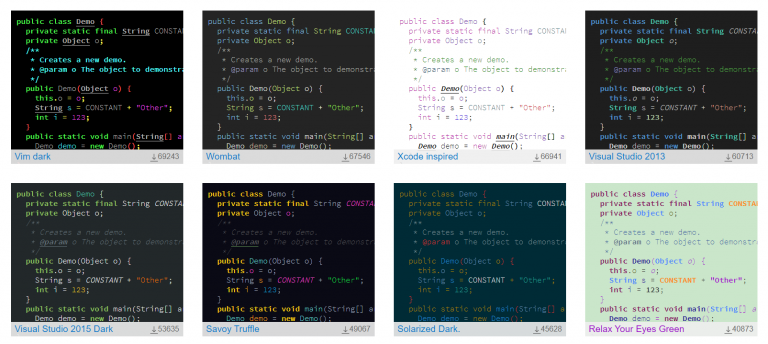 public class Demo {
private static final String CONSTANT
private Object o;
/**
* Creates a new demo.
* @param o The object to demonstra
*/
public Demo(Object o) {
this.o = o;
String s = CONSTANT + "Other";
int i = 123;
}
public static void main(String[] a
Demo demo = new Demo();
Vim dark
69243
public class Demo {
private static final String CONSTANT
private Object o;
/**
* Creates a new demo.
* @param o The object to demonstra
*/
public Demo(Object o) {
this.o = o;
String s = CONSTANT + "Other";
int i = 123;
}
public static void main(String[] a
Demo demo = new Demo();
Wombat
67546
public class Demo {
private static final String CONSTA
private Object o;
/**
* Creates a new demo.
* @param o The object to demonstra
*/
public Demo(Object o) {
this.o = o;
String s = CONSTANT + "Other";
int i = 123;
}
public static void main(String[] a
Demo demo = new Demo();
Xcode inspired
66941
public class Demo {
private static final String CONSTA
private Object o;
/**
* Creates a new demo.
* @param o The object to demonstra
*/
public Demo(Object o) {
this.o = o;
String s = CONSTANT + "Other";
int i = 123;
}
public static void main(String[] a
Demo demo = new Demo();
Visual Studio 2013
60713
public class Demo {
private static final String CONSTA
private Object o;
/**
* Creates a new demo.
* @param o The object to demonstra
*/
public Demo(Object o) {
this.o = o;
String s = CONSTANT + "Other";
int i = 123;
}
public static void main(String[] a
Demo demo = new Demo();
Visual Studio 2015 Dark
53635
public class Demo {
private static final String CONSTA
private Object o;
/**
* Creates a new demo.
* @param o The object to demonstra
*/
public Demo(Object o) {
this.o = o;
String s = CONSTANT + "Other";
int i = 123;
}
public static void main(String[] a
Demo demo = new Demo();
Savoy Truffle
49067
public class Demo {
private static final String CONSTA
private Object o;
/**
* Creates a new demo.
* @param o The object to demonstra
*/
public Demo(Object o) {
this.o = o;
String s = CONSTANT + "Other";
int i = 123;
}
public static void main(String[] a
Demo demo = new Demo();
Solarized Dark.
45628
public class Demo {
private static final String CONSTA
private Object o;
/**
* Creates a new demo.
* @param o The object to demonstra
*/
public Demo(Object o) {
this.o = o;
String s = CONSTANT + "Other";
int i = 123;
}
public static void main(String[] a
Demo demo = new Demo();
Relax Your Eyes Green
40873